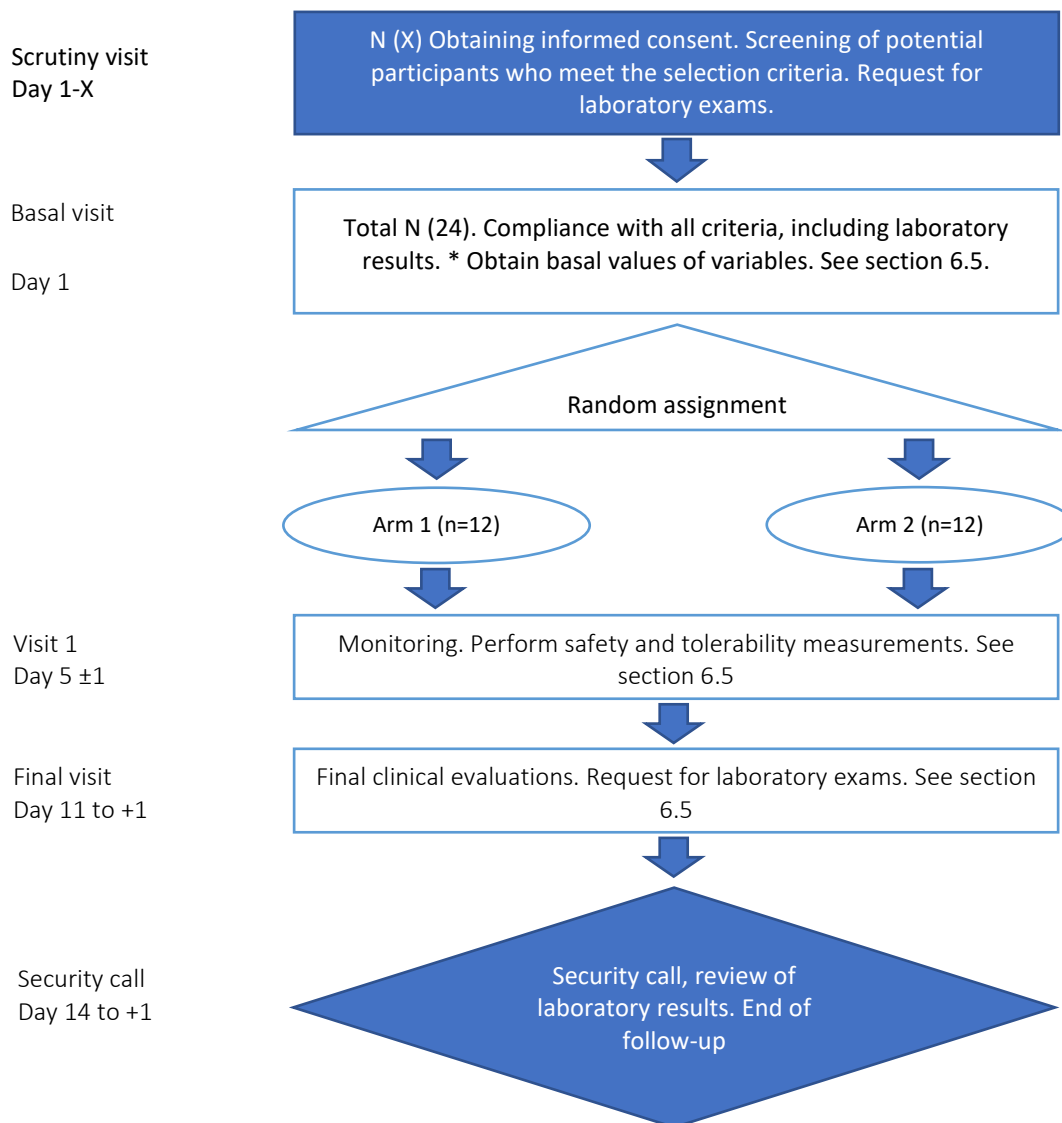 Scrutiny visit
Day 1-X
N (X) Obtaining informed consent. Screening of potential
participants who meet the selection criteria. Request for
laboratory exams.
Basal visit
Day 1
Total N (24). Compliance with all criteria, including laboratory
results. * Obtain basal values of variables. See section 6.5.
Random assignment
Arm 1 (n=12)
Arm 2 (n=12)
Visit 1
Day 5 ±1
Monitoring. Perform safety and tolerability measurements. See
section 6.5
Final visit
Day 11 to +1
Final clinical evaluations. Request for laboratory exams. See section
6.5
Security call
Day 14 to +1
Security call, review of
laboratory results. End of
follow-up